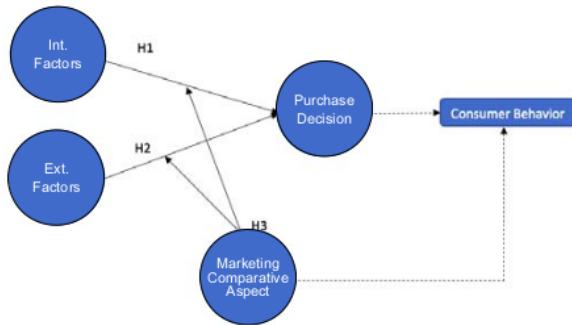 Int.
Factors
H1
Purchase
Decision
Consumer Behavior
H2
Ext.
Factors
H3
Marketing
Comparative
Aspect